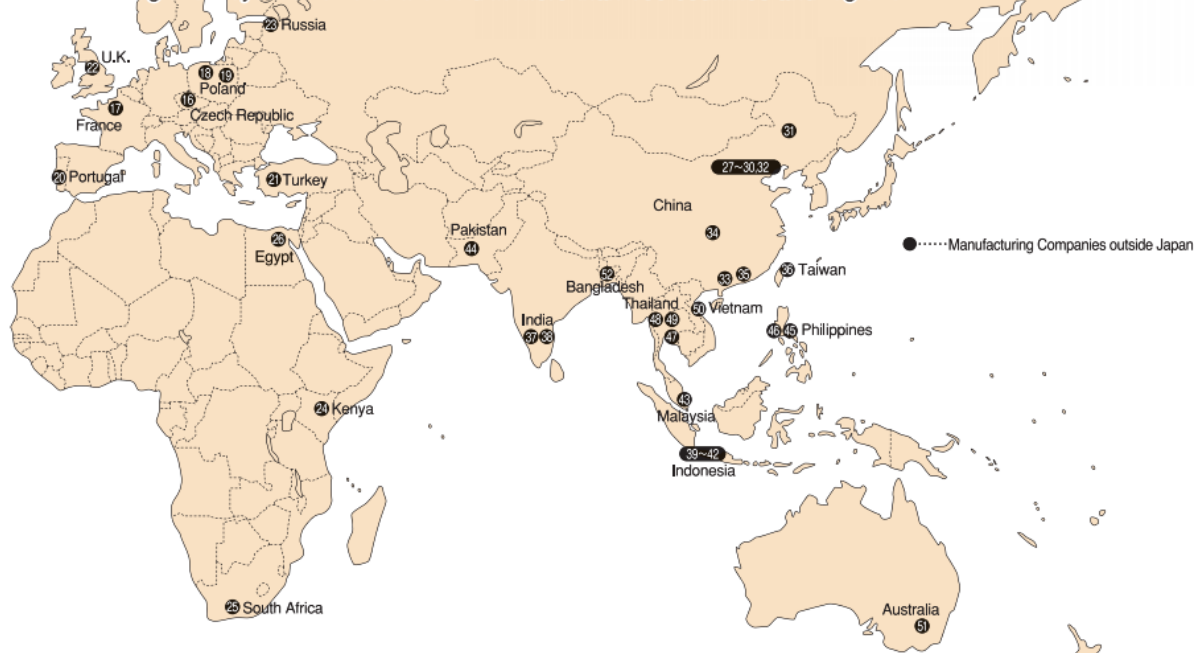 23 Russia
U.K.
22
18 19
Poland
16
Czech Republic
17
France
20 Portugal
21 Turkey
31
27～30,32
China
34
Pakistan
44
26
Egypt
●······Manufacturing Companies outside Japan
52
Bangladesh
33 35
36 Taiwan
Thailand
48 49
47
50 Vietnam
India
37 38
46 45 Philippines
24 Kenya
43
Malaysia
39～42
Indonesia
25 South Africa
Australia
51